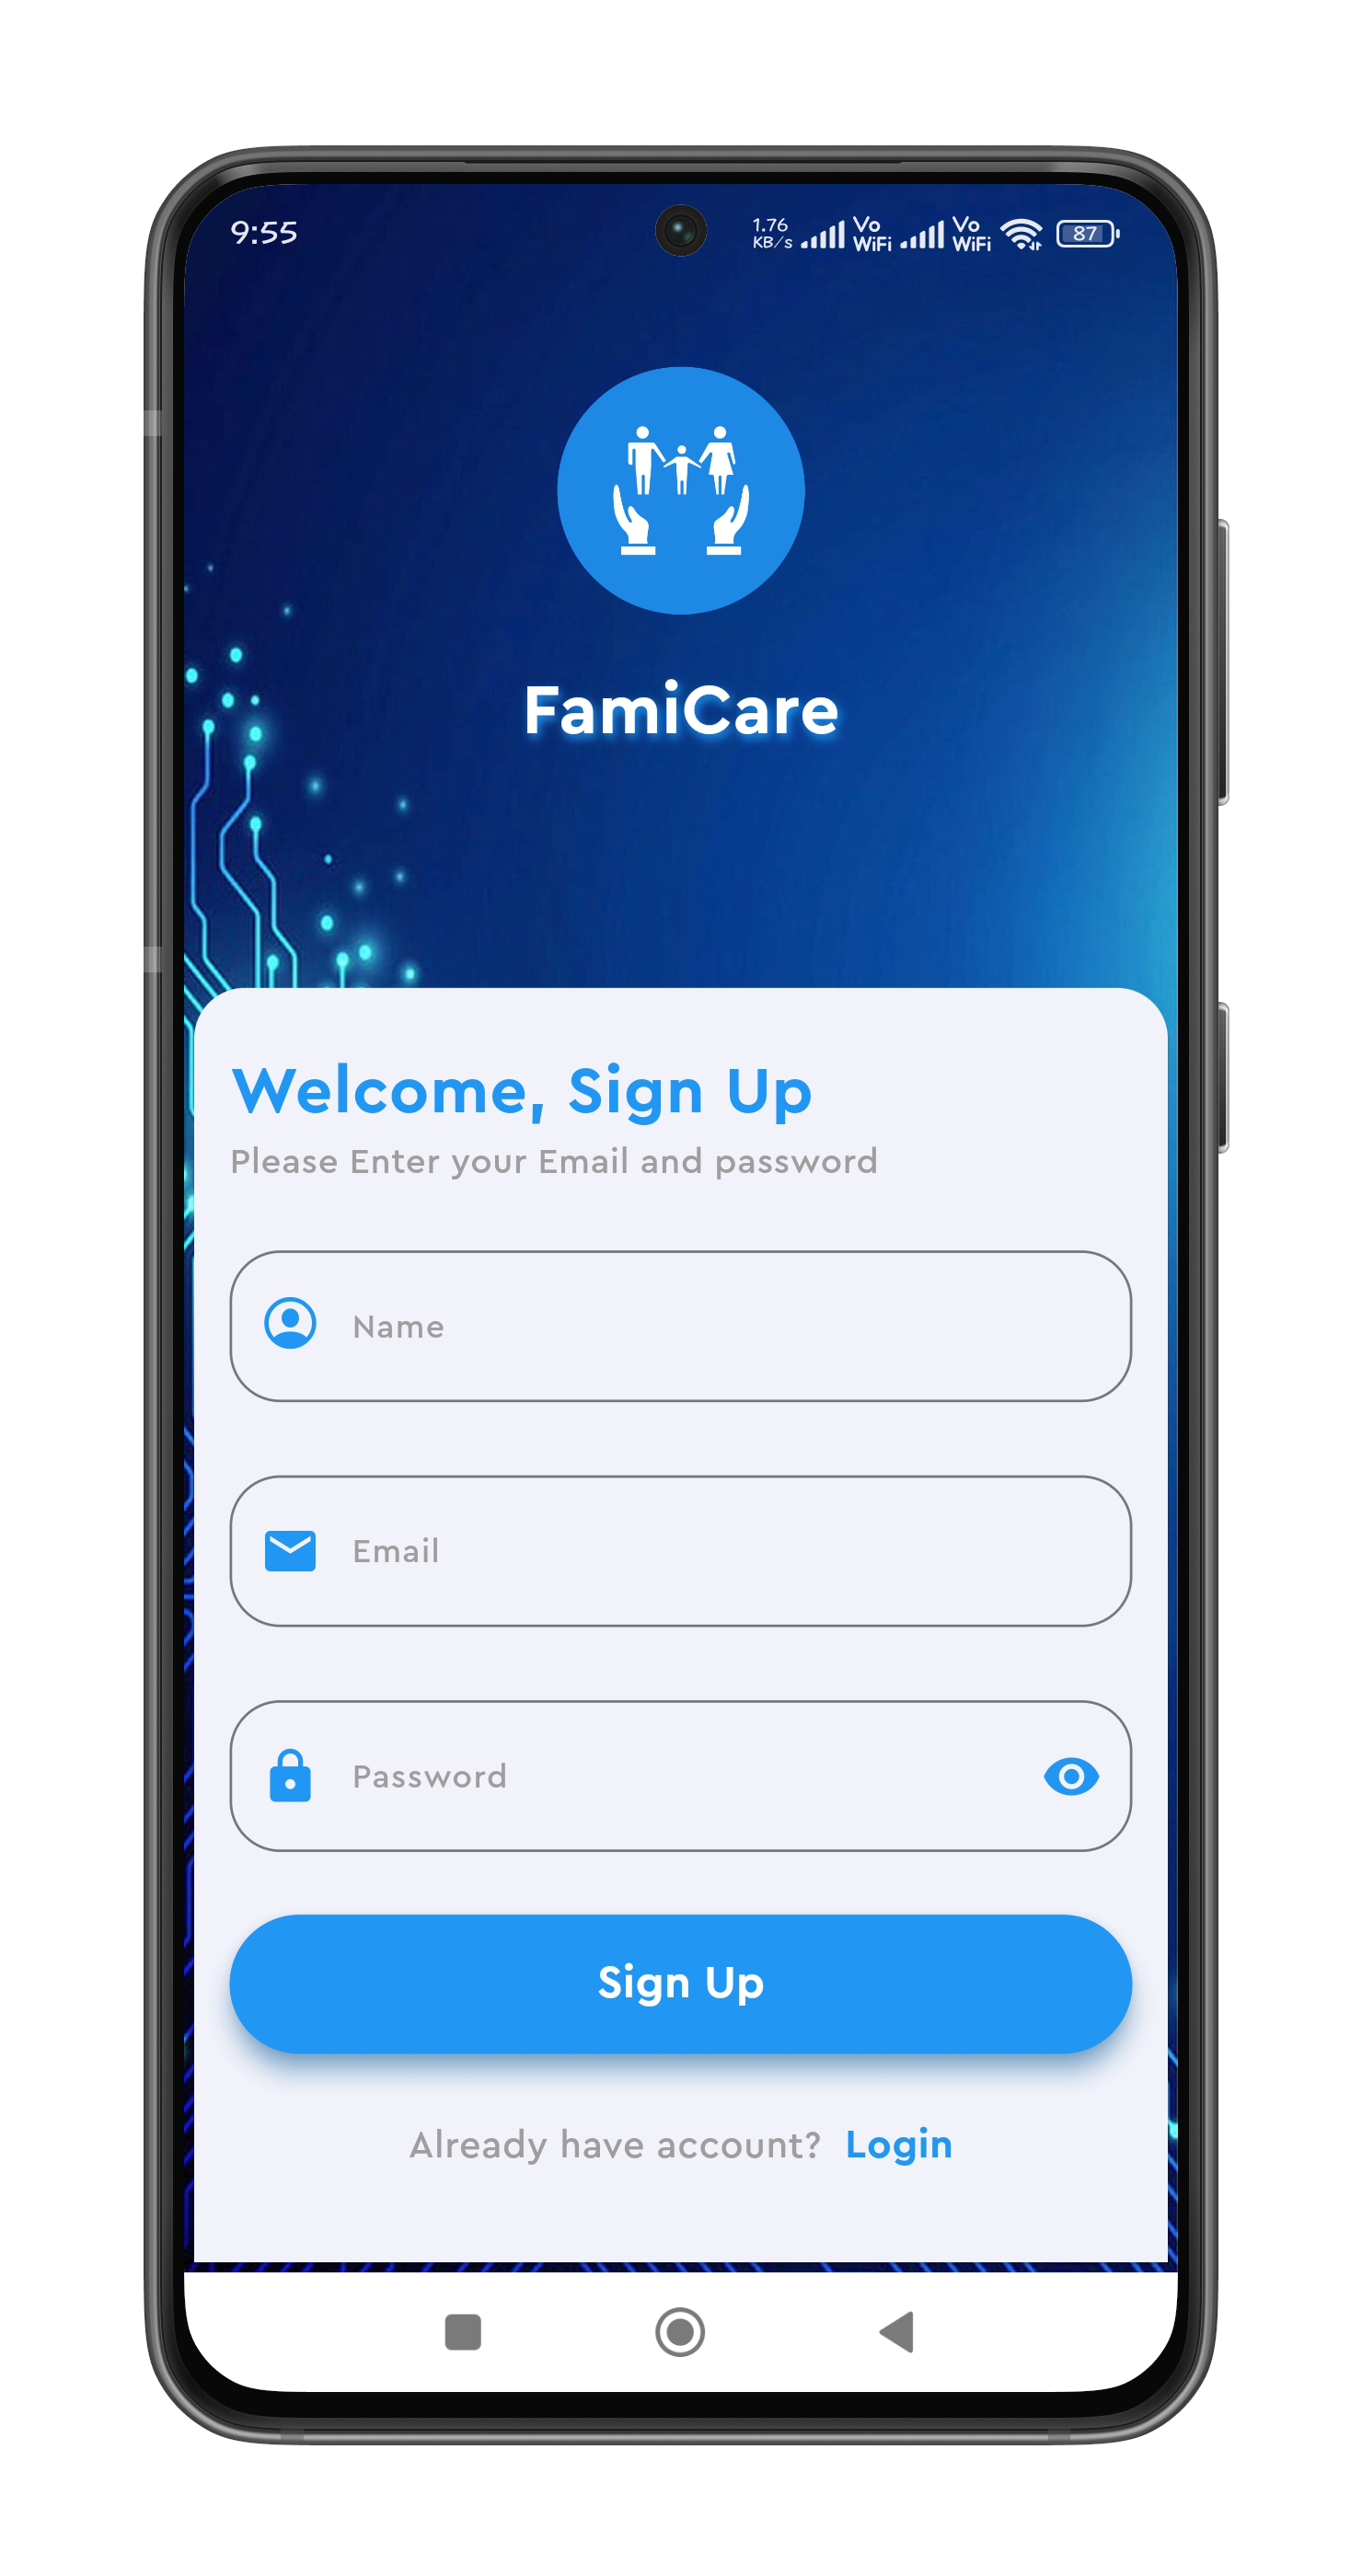 9:55
1.76 KB/s Vo WiFi Vo WiFi 87
FamiCare
Welcome, Sign Up
Please Enter your Email and password
Name
Email
Password
Sign Up
Already have account? Login